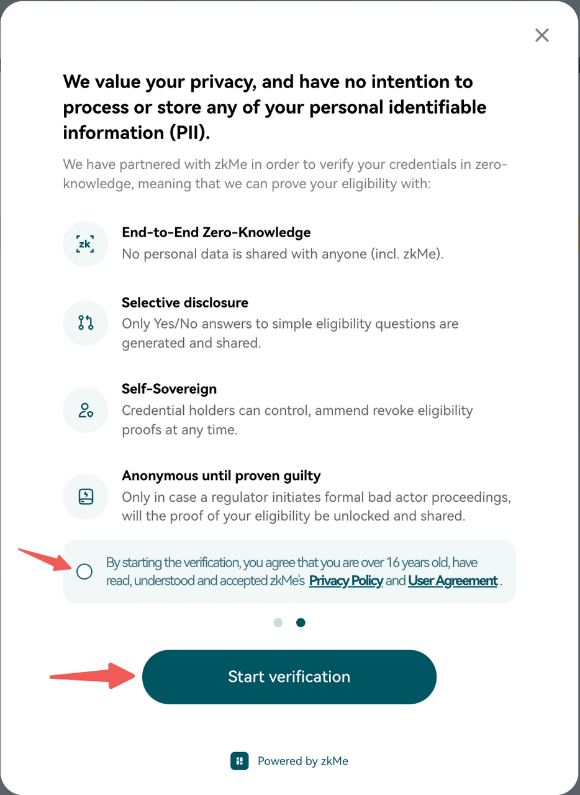 We value your privacy, and have no intention to
process or store any of your personal identifiable
information (PII).
We have partnered with zkMe in order to verify your credentials in zero-
knowledge, meaning that we can prove your eligibility with:
zk
End-to-End Zero-Knowledge
No personal data is shared with anyone (incl. zkMe).
Selective disclosure
Only Yes/No answers to simple eligibility questions are
generated and shared.
Self-Sovereign
Credential holders can control, ammend revoke eligibility
proofs at any time.
Anonymous until proven guilty
Only in case a regulator initiates formal bad actor proceedings,
will the proof of your eligibility be unlocked and shared.
By starting the verification, you agree that you are over 16 years old, have
read, understood and accepted zkMe's Privacy Policy and User Agreement .
Start verification
Powered by zkMe